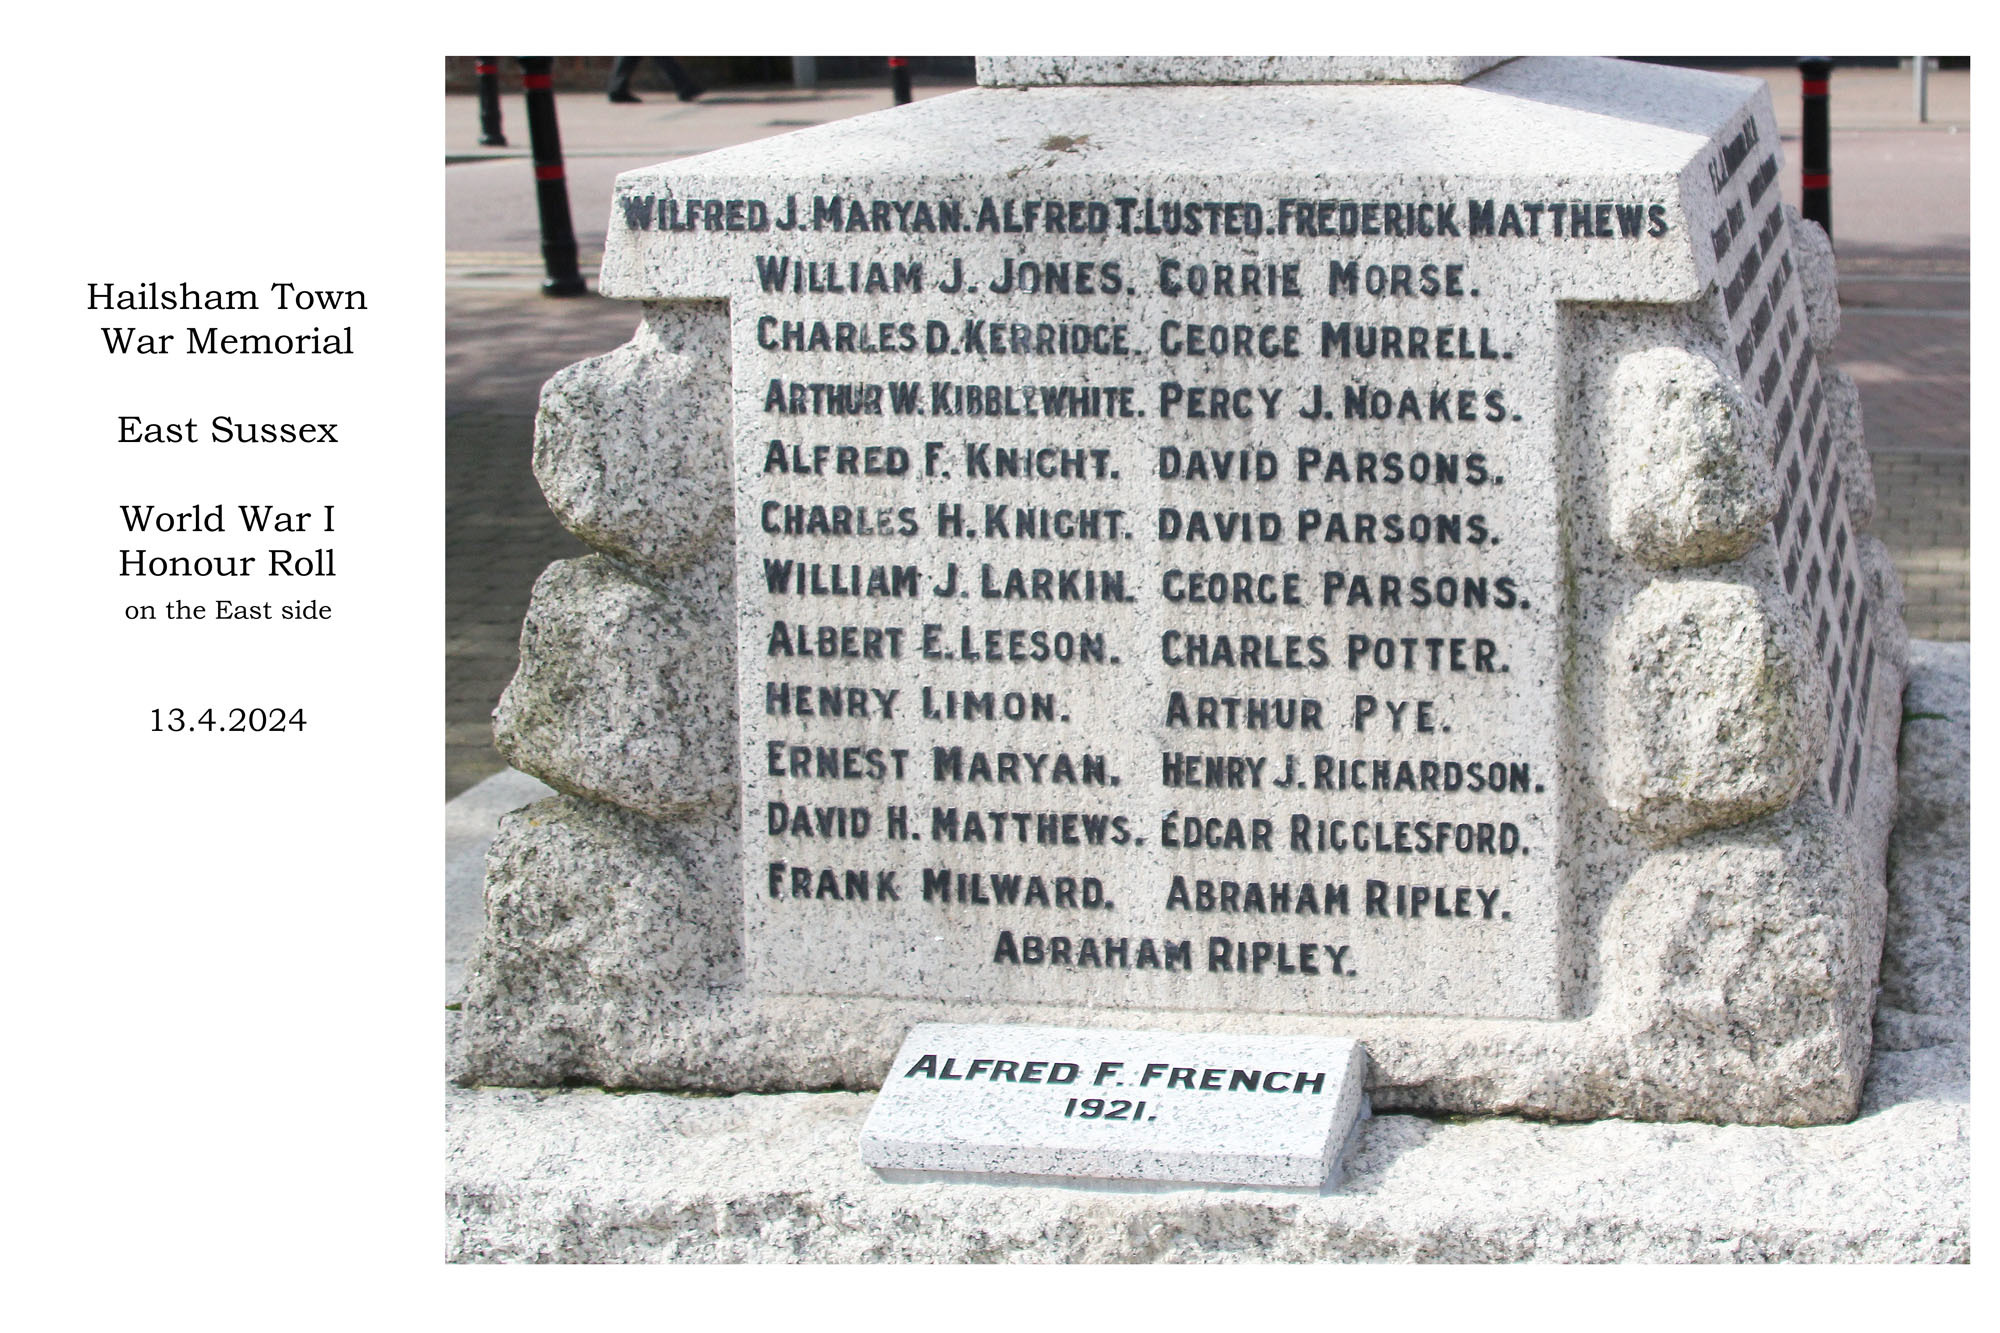 Hailsham Town
War Memorial
East Sussex
World War I
Honour Roll
on the East side
13.4.2024
WILFRED J. MARYAN. ALFRED T. LUSTED. FREDERICK MATTHEWS
WILLIAM J. JONES. CORRIE MORSE.
CHARLES D. KERRIDGE. GEORGE MURRELL.
ARTHUR W. KIBBLEWHITE. PERCY J. NOAKES.
ALFRED F. KNIGHT. DAVID PARSONS.
CHARLES H. KNIGHT. DAVID PARSONS.
WILLIAM J. LARKIN. GEORGE PARSONS.
ALBERT E. LEESON. CHARLES POTTER.
HENRY LIMON. ARTHUR PYE.
ERNEST MARYAN. HENRY J. RICHARDSON.
DAVID H. MATTHEWS. EDGAR RIGGLESFORD.
FRANK MILWARD. ABRAHAM RIPLEY.
ABRAHAM RIPLEY.
ALFRED F. FRENCH
1921.